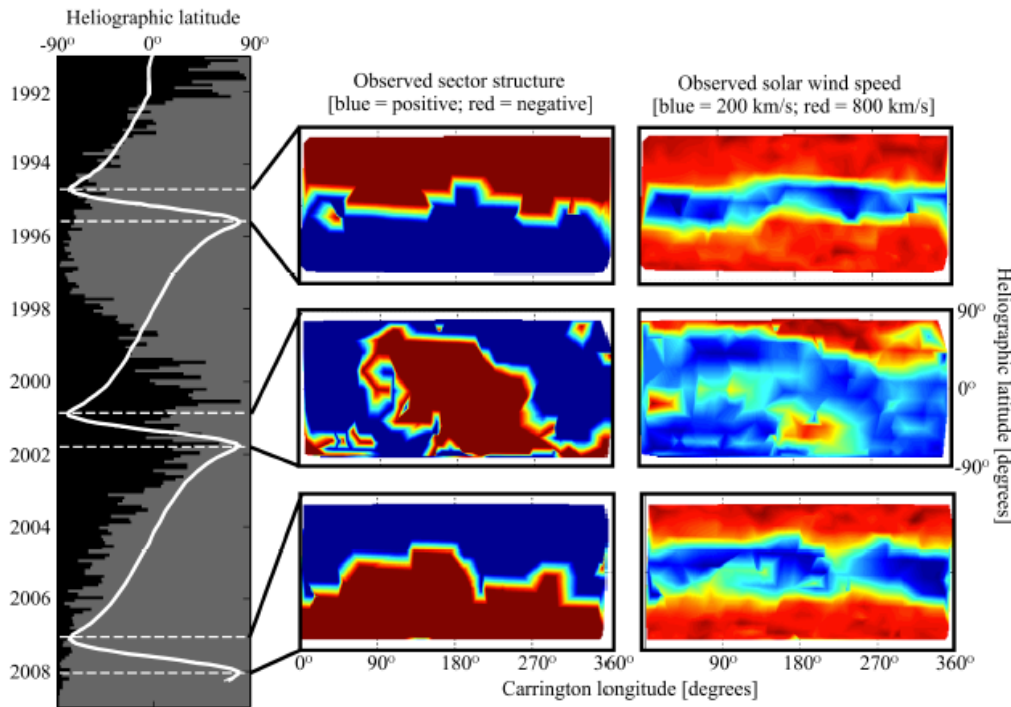 Heliographic latitude
-90° 0° 90°
1992
1994
1996
1998
2000
2002
2004
2006
2008
Observed sector structure
[blue = positive; red = negative]
Observed solar wind speed
[blue = 200 km/s; red = 800 km/s]
90°
0°
-90°
Heliographic latitude
[degrees]
0° 90° 180° 270° 360°
90° 180° 270° 360°
Carrington longitude [degrees]